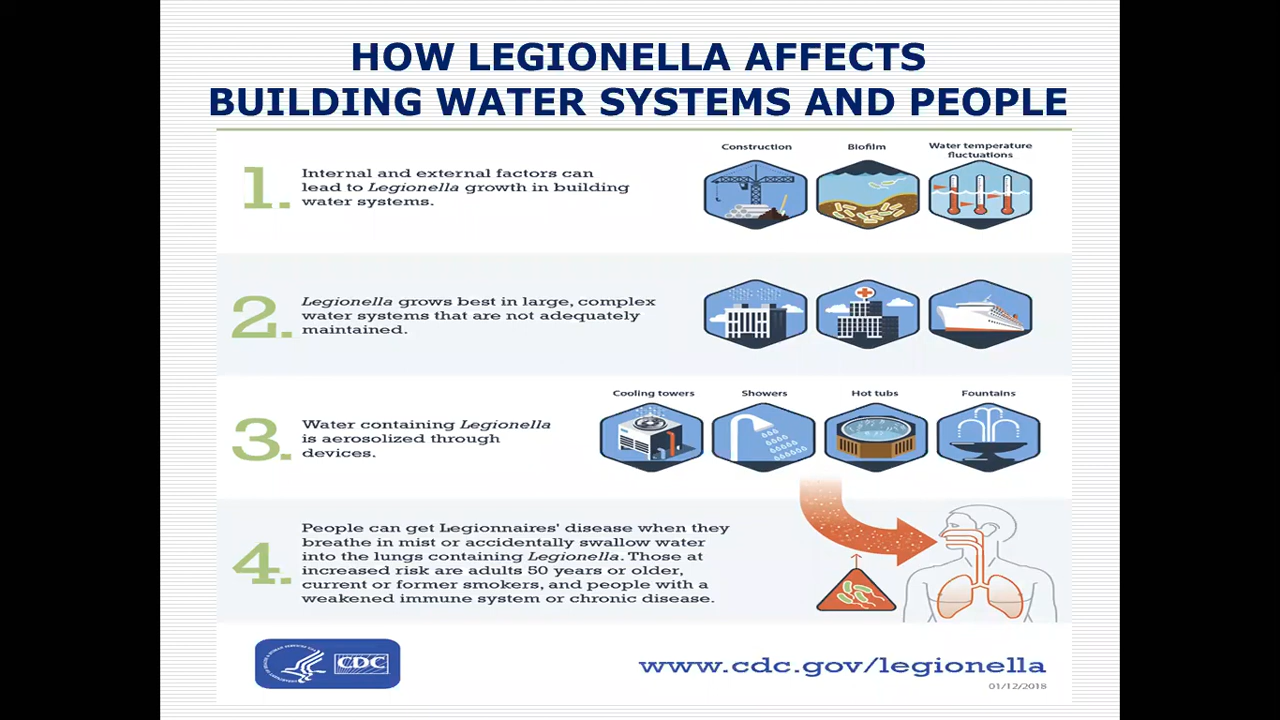 HOW LEGIONELLA AFFECTS
BUILDING WATER SYSTEMS AND PEOPLE
1.
Internal and external factors can
lead to Legionella growth in building
water systems.
Construction
Biofilm
Water temperature
fluctuations
2.
Legionella grows best in large, complex
water systems that are not adequately
maintained.
3.
Water containing Legionella
is aerosolized through
devices.
Cooling towers
Showers
Hot tubs
Fountains
4.
People can get Legionnaires' disease when they
breathe in mist or accidentally swallow water
into the lungs containing Legionella. Those at
increased risk are adults 50 years or older,
current or former smokers, and people with a
weakened immune system or chronic disease.
CDC
www.cdc.gov/legionella
01/12/2018